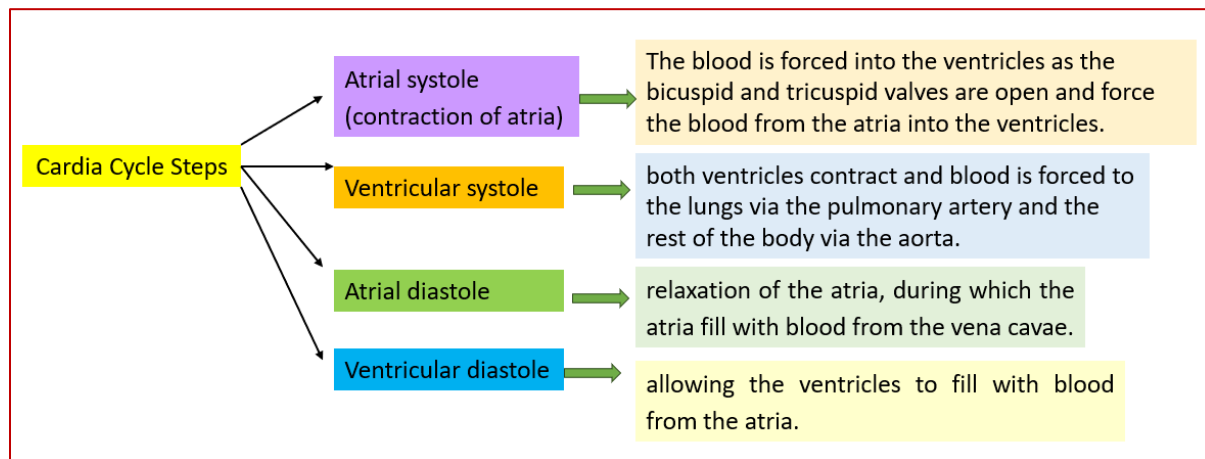 Cardia Cycle Steps
Atrial systole
(contraction of atria)
The blood is forced into the ventricles as the
bicuspid and tricuspid valves are open and force
the blood from the atria into the ventricles.
Ventricular systole
both ventricles contract and blood is forced to
the lungs via the pulmonary artery and the
rest of the body via the aorta.
Atrial diastole
relaxation of the atria, during which the
atria fill with blood from the vena cavae.
Ventricular diastole
allowing the ventricles to fill with blood
from the atria.